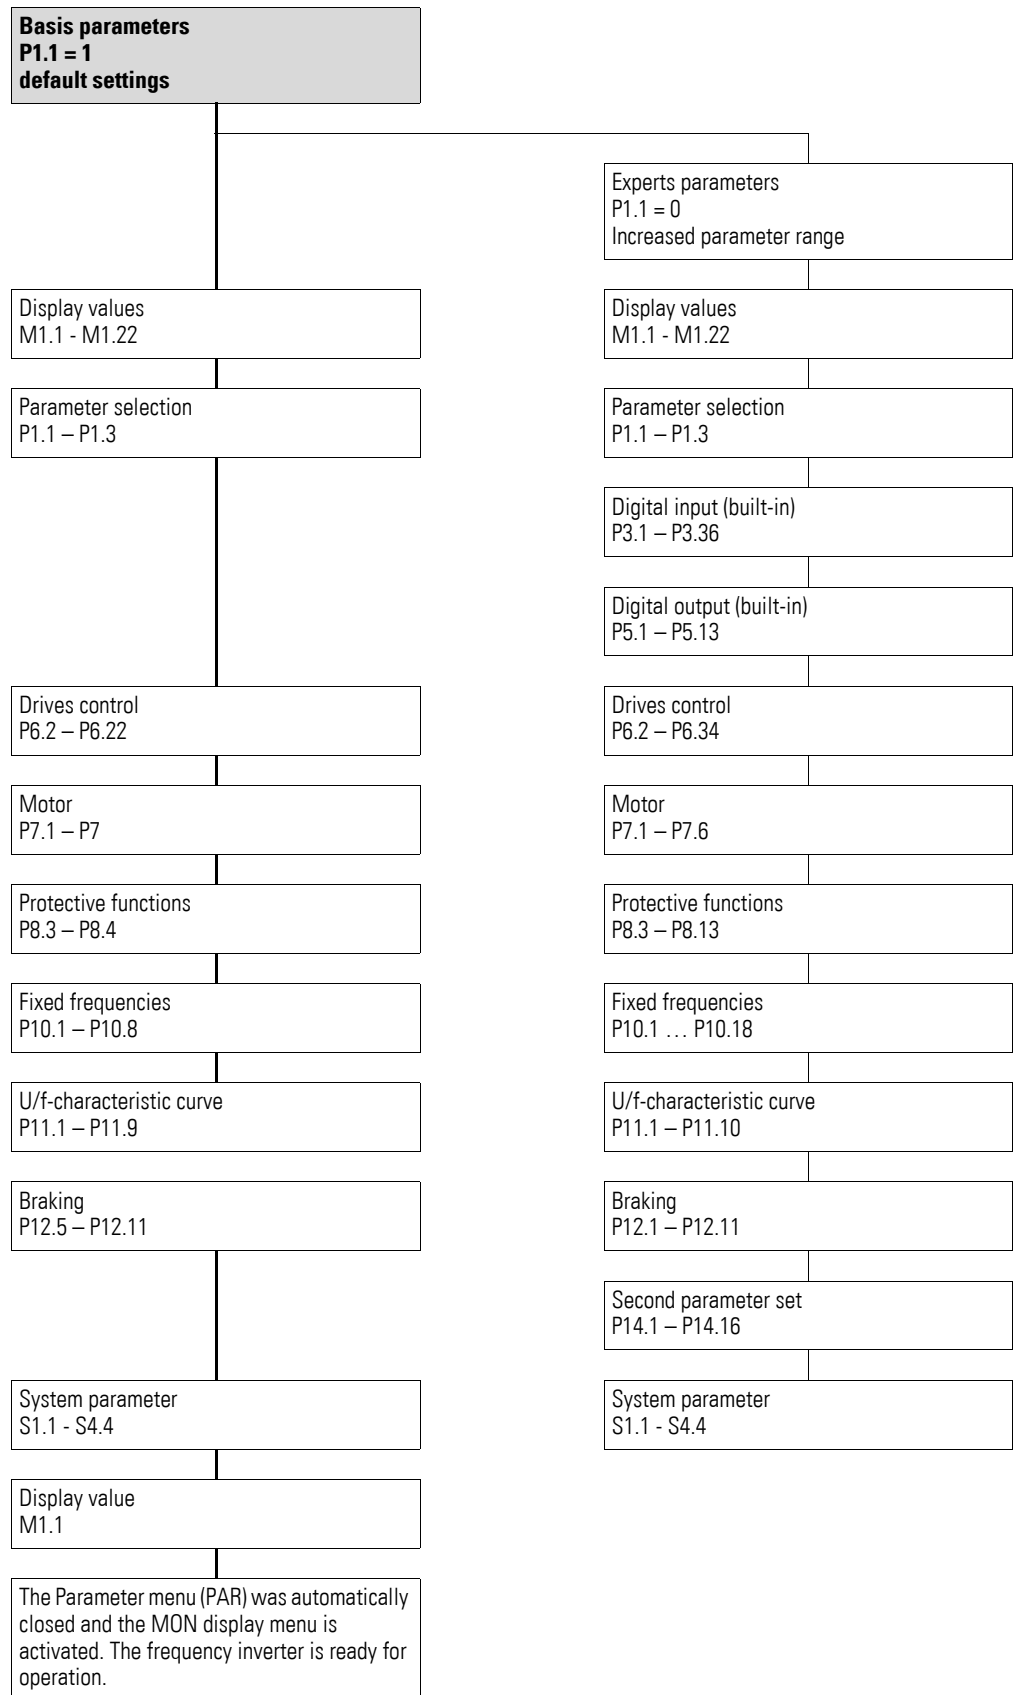 Basis parameters
P1.1 = 1
default settings
Experts parameters
P1.1 = 0
Increased parameter range
Display values
M1.1 - M1.22
Display values
M1.1 - M1.22
Parameter selection
P1.1 – P1.3
Parameter selection
P1.1 – P1.3
Digital input (built-in)
P3.1 – P3.36
Digital output (built-in)
P5.1 – P5.13
Drives control
P6.2 – P6.22
Drives control
P6.2 – P6.34
Motor
P7.1 – P7
Motor
P7.1 – P7.6
Protective functions
P8.3 – P8.4
Protective functions
P8.3 – P8.13
Fixed frequencies
P10.1 – P10.8
Fixed frequencies
P10.1 … P10.18
U/f-characteristic curve
P11.1 – P11.9
U/f-characteristic curve
P11.1 – P11.10
Braking
P12.5 – P12.11
Braking
P12.1 – P12.11
Second parameter set
P14.1 – P14.16
System parameter
S1.1 - S4.4
System parameter
S1.1 - S4.4
Display value
M1.1
The Parameter menu (PAR) was automatically
closed and the MON display menu is
activated. The frequency inverter is ready for
operation.